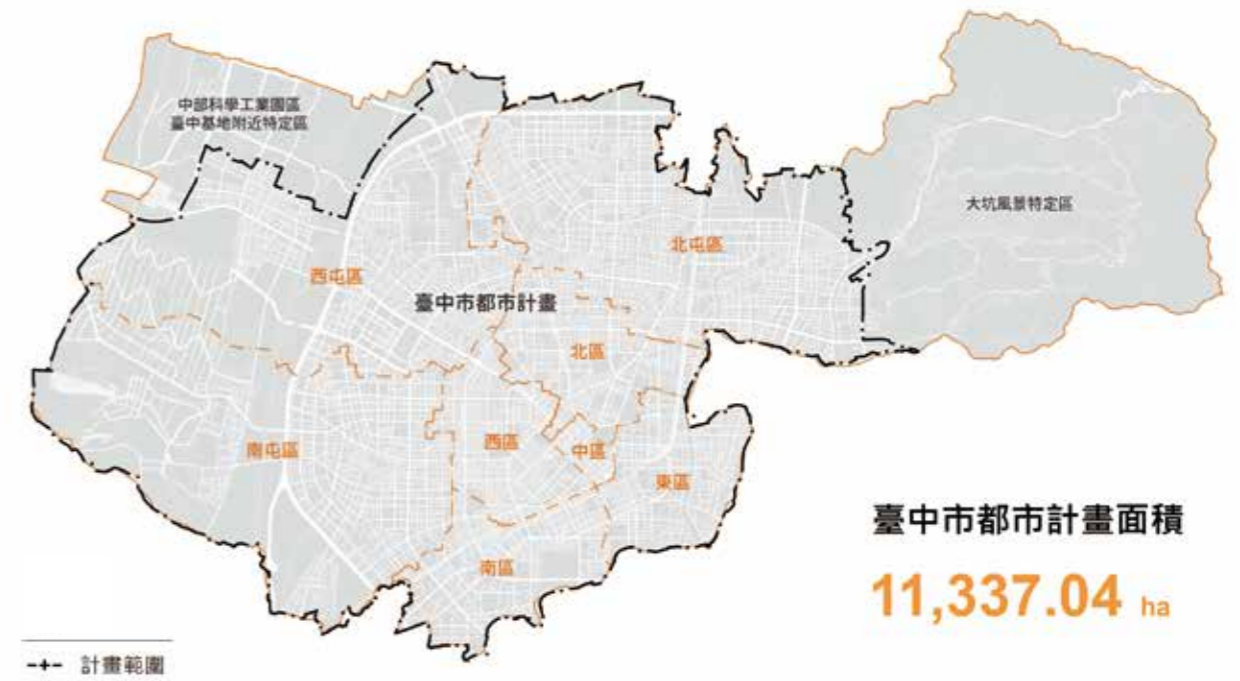 中部科學工業園區
臺中基地附近特定區
大坑風景特定區
北屯區
西屯區
臺中市都市計畫
北區
西區
中區
南屯區
東區
南區
臺中市都市計畫面積
11,337.04 ha
計畫範圍